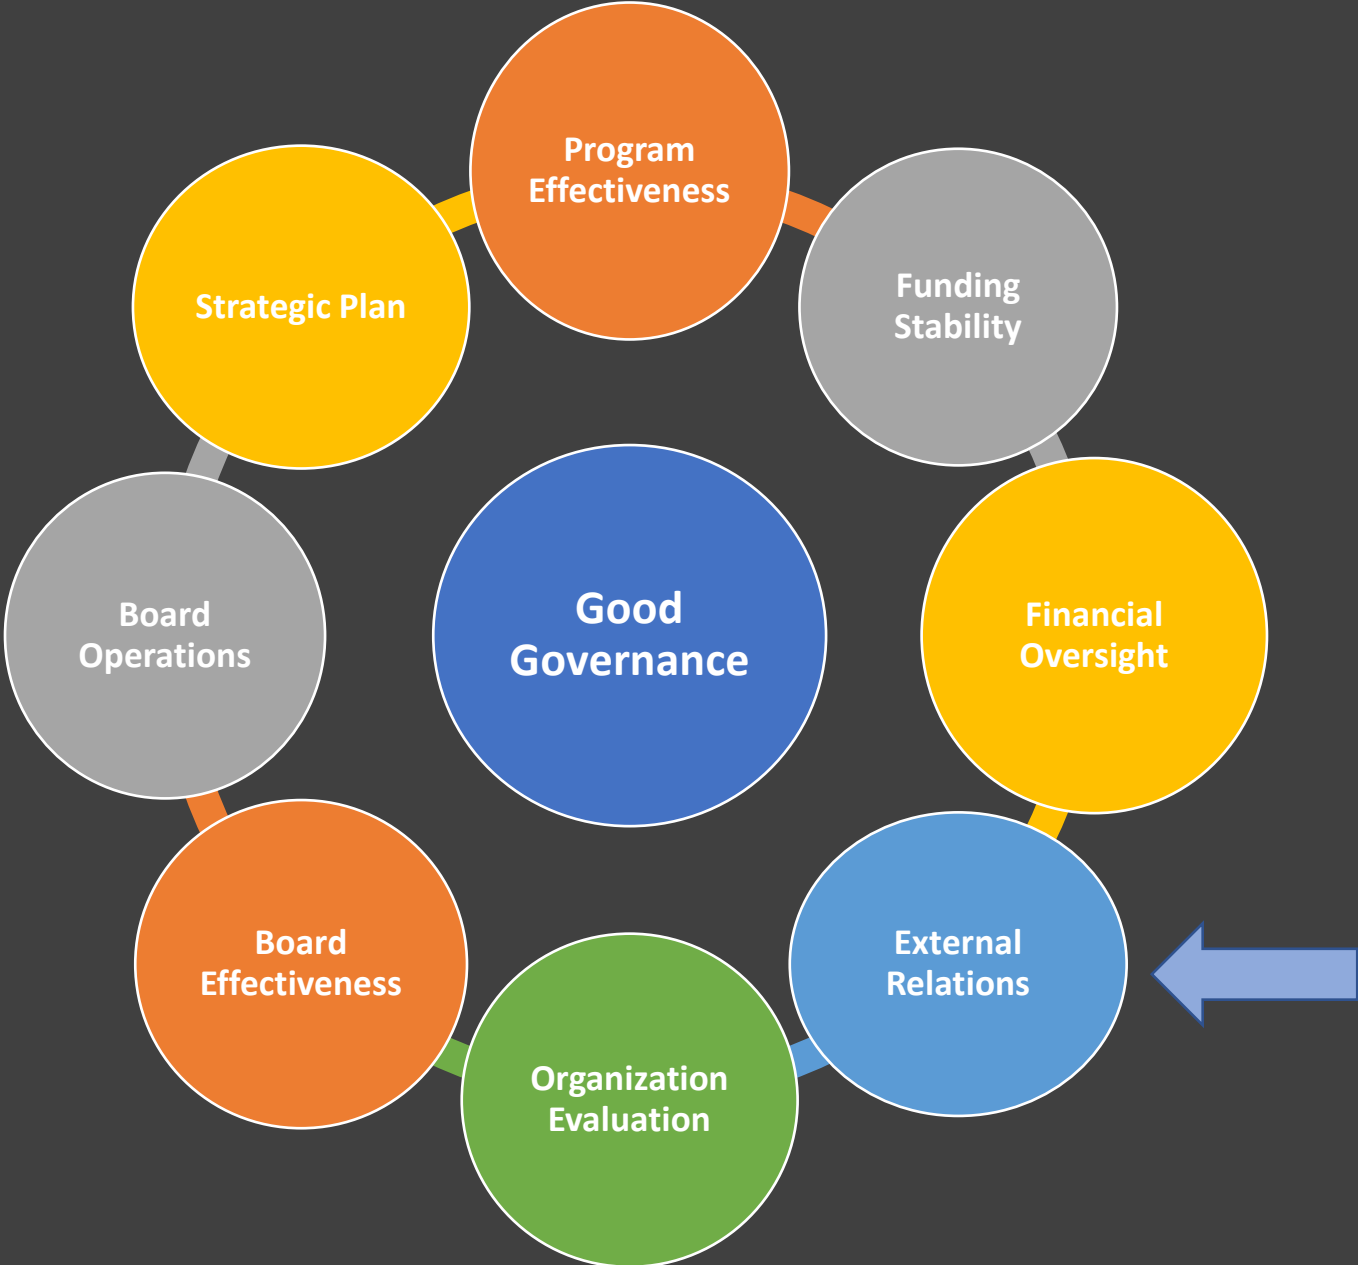 Program
Effectiveness
Funding
Stability
Strategic Plan
Good
Governance
Financial
Oversight
Board
Operations
External
Relations
Board
Effectiveness
Organization
Evaluation